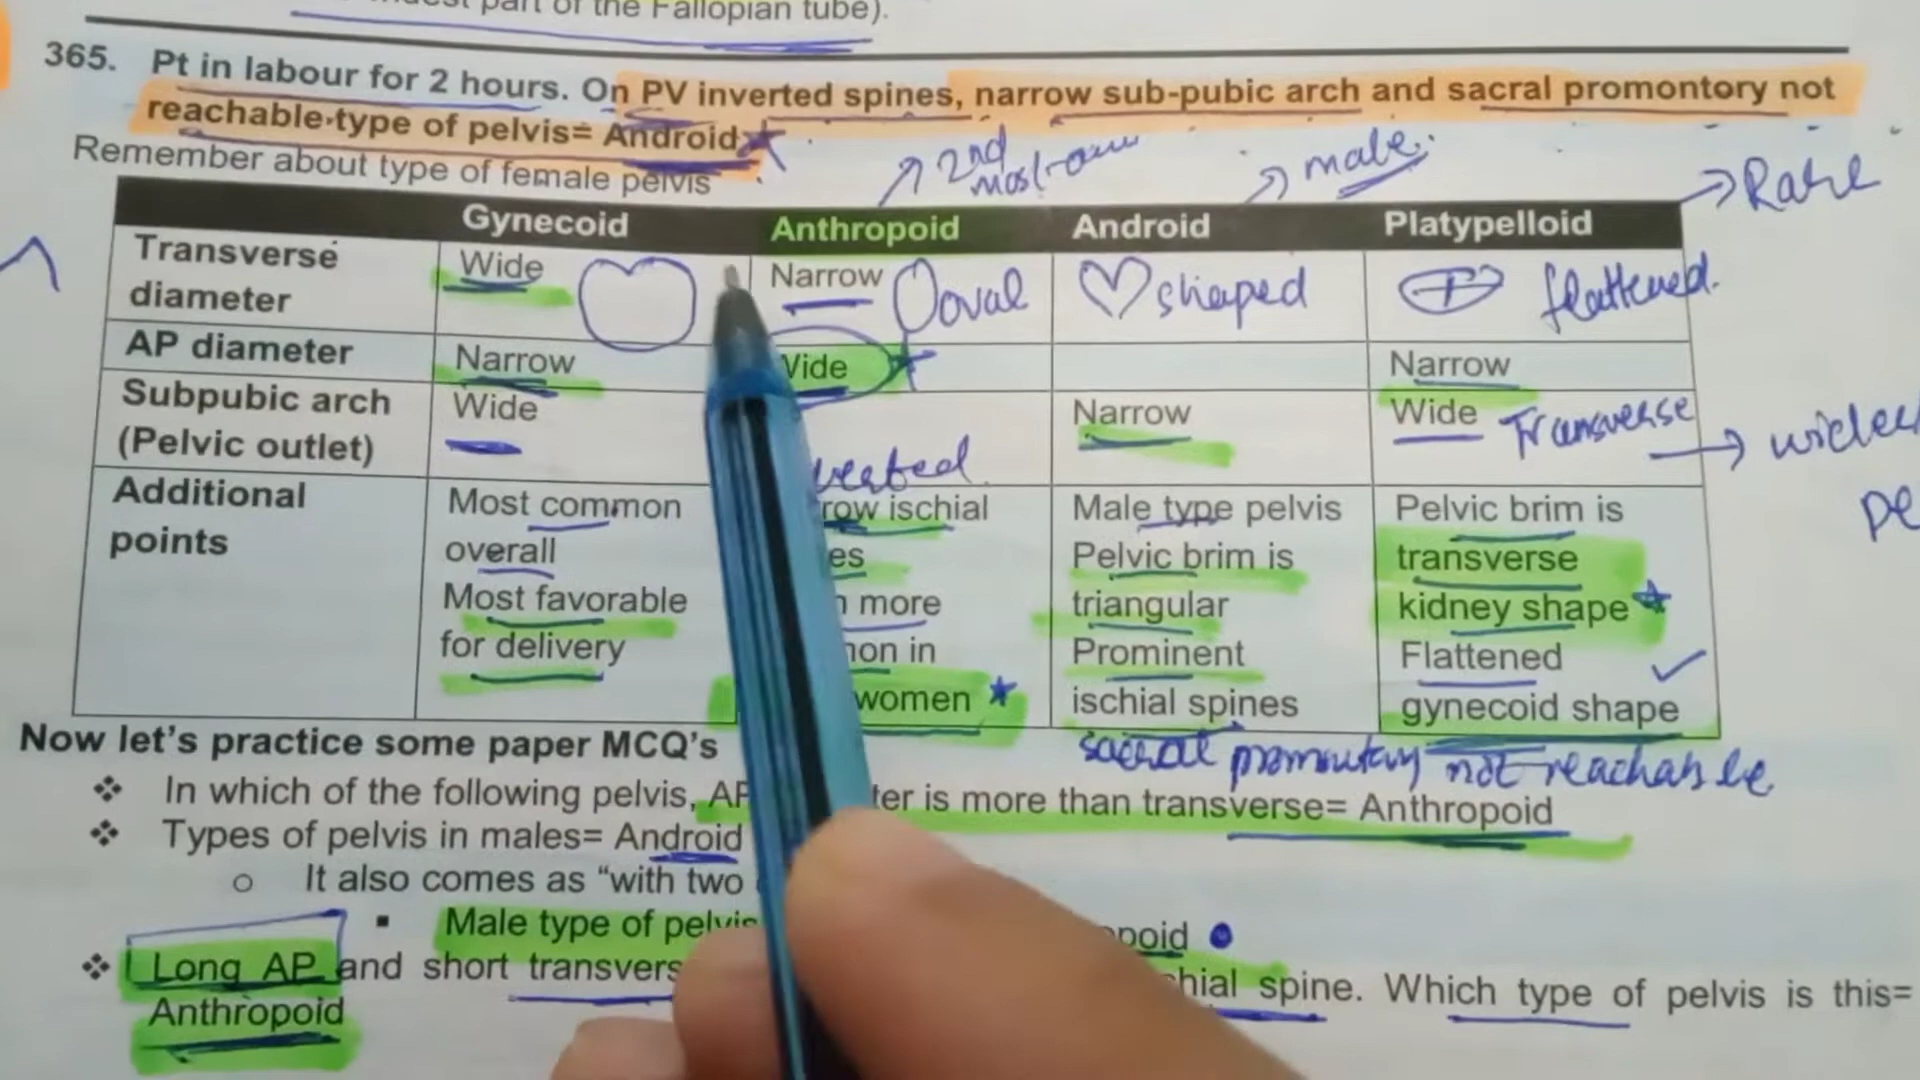 part of the Fallopian tube).
365. Pt in labour for 2 hours. On PV inverted spines, narrow sub-pubic arch and sacral promontory not
reachable-type of pelvis= Android
Remember about type of female pelvis
2nd most
male.
Rare
Gynecoid Anthropoid Android Platypelloid
Transverse diameter Wide Narrow oval shaped flattened.
AP diameter Narrow Wide Narrow
Subpubic arch (Pelvic outlet) Wide Narrow Wide Transverse
Additional points
Most common
overall
Most favorable
for delivery
ischial
more
in
women
Male type pelvis
Pelvic brim is
triangular
Prominent
ischial spines
Pelvic brim is
transverse
kidney shape
Flattened
gynecoid shape
sacral promontory not reachable
Now let's practice some paper MCQ's
In which of the following pelvis, is more than transverse= Anthropoid
Types of pelvis in males= Android
o It also comes as "with two
Male type of pelvis
Long AP and short spine. Which type of pelvis is this=
Anthropoid